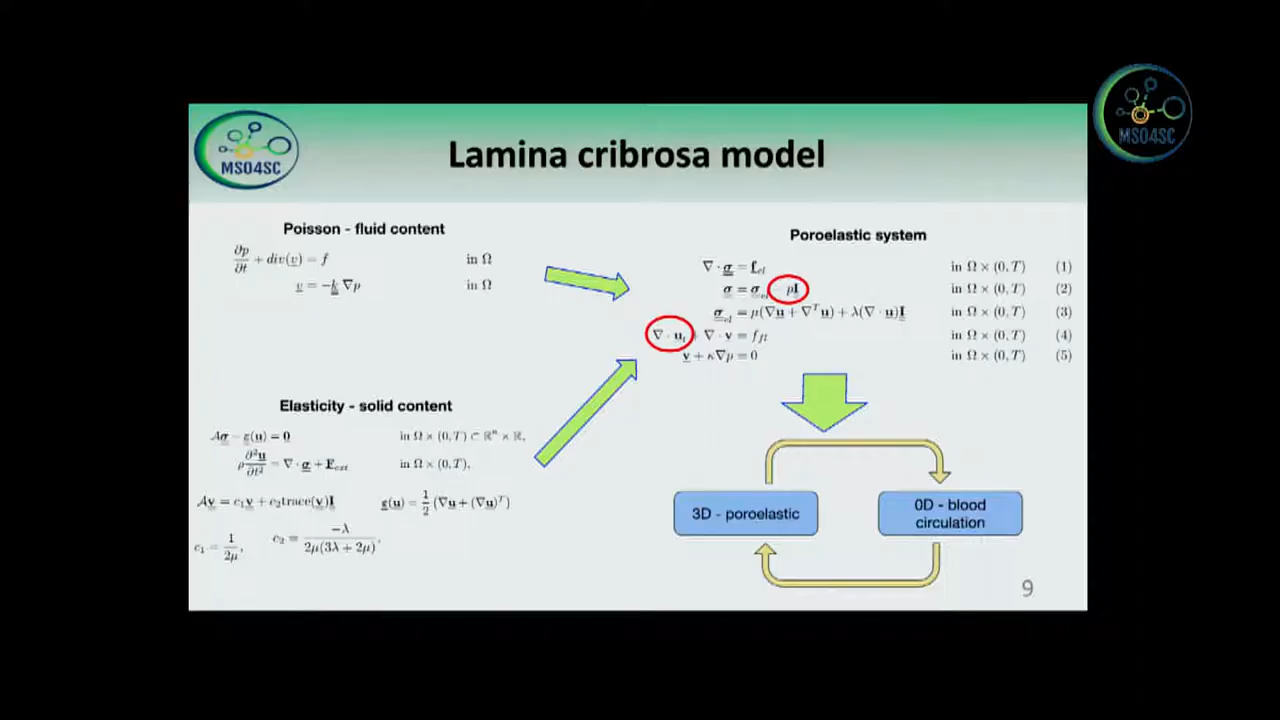 MSO4SC
MSO4SC
Lamina cribrosa model
Poisson - fluid content
∂p/∂t + div(v) = f in Ω
v = −k ∇p in Ω
Elasticity - solid content
Aσ − ε(u) = 0 in Ω × (0,T) ⊂ ℝⁿ × ℝ,
ρ ∂²u/∂t² = ∇ · σ + F_ext in Ω × (0,T),
Av = c₁v + c₂trace(v)I ε(u) = 1/2 (∇u + (∇u)ᵀ)
c₁ = 1/2μ, c₂ = −λ/2μ(3λ + 2μ),
Poroelastic system
∇ · σ = f_el in Ω × (0,T) (1)
σ = σ_el − pI in Ω × (0,T) (2)
σ_el = μ(∇u + ∇ᵀu) + λ(∇ · u)I in Ω × (0,T) (3)
∇ · u_t + ∇ · v = f_fl in Ω × (0,T) (4)
v + κ∇p = 0 in Ω × (0,T) (5)
3D - poroelastic
0D - blood
circulation
9